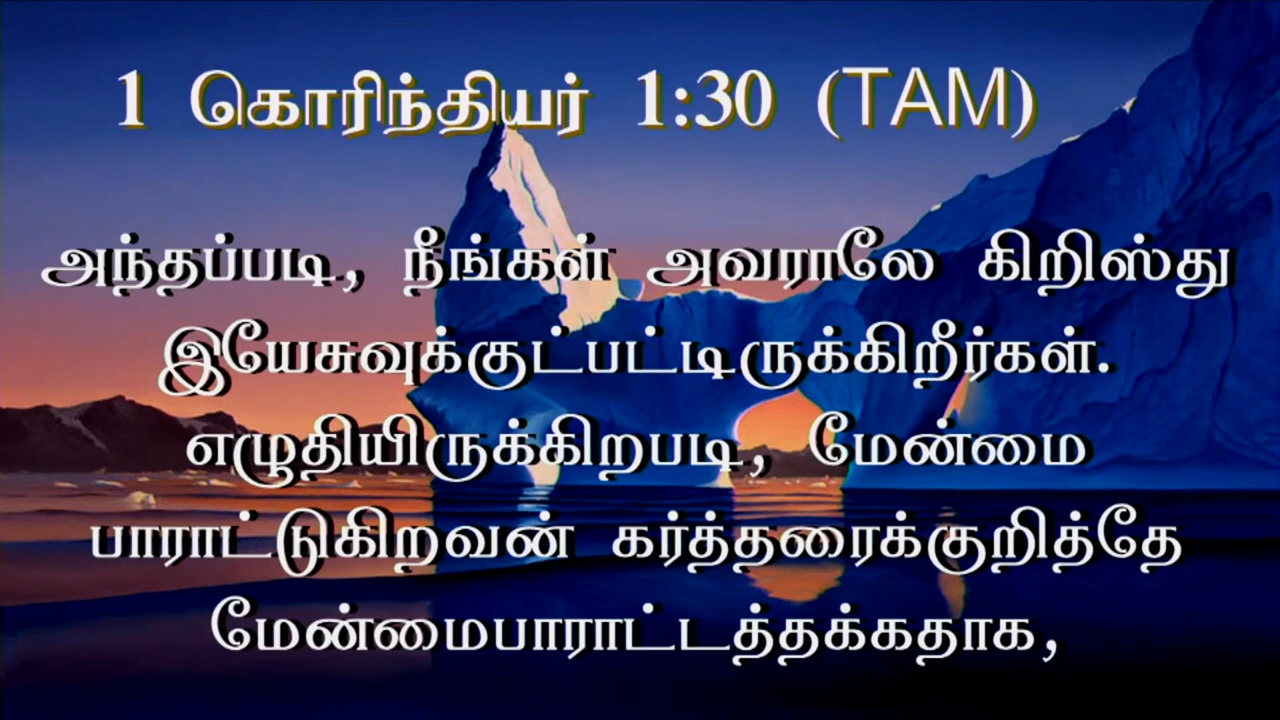 1 கொரிந்தியர் 1:30 (TAM)
அந்தப்படி, நீங்கள் அவராலே கிறிஸ்து
இயேசுவுக்குட்பட்டிருக்கிறீர்கள்.
எழுதியிருக்கிறபடி, மேன்மை
பாராட்டுகிறவன் கர்த்தரைக்குறித்தே
மேன்மைபாராட்டத்தக்கதாக,